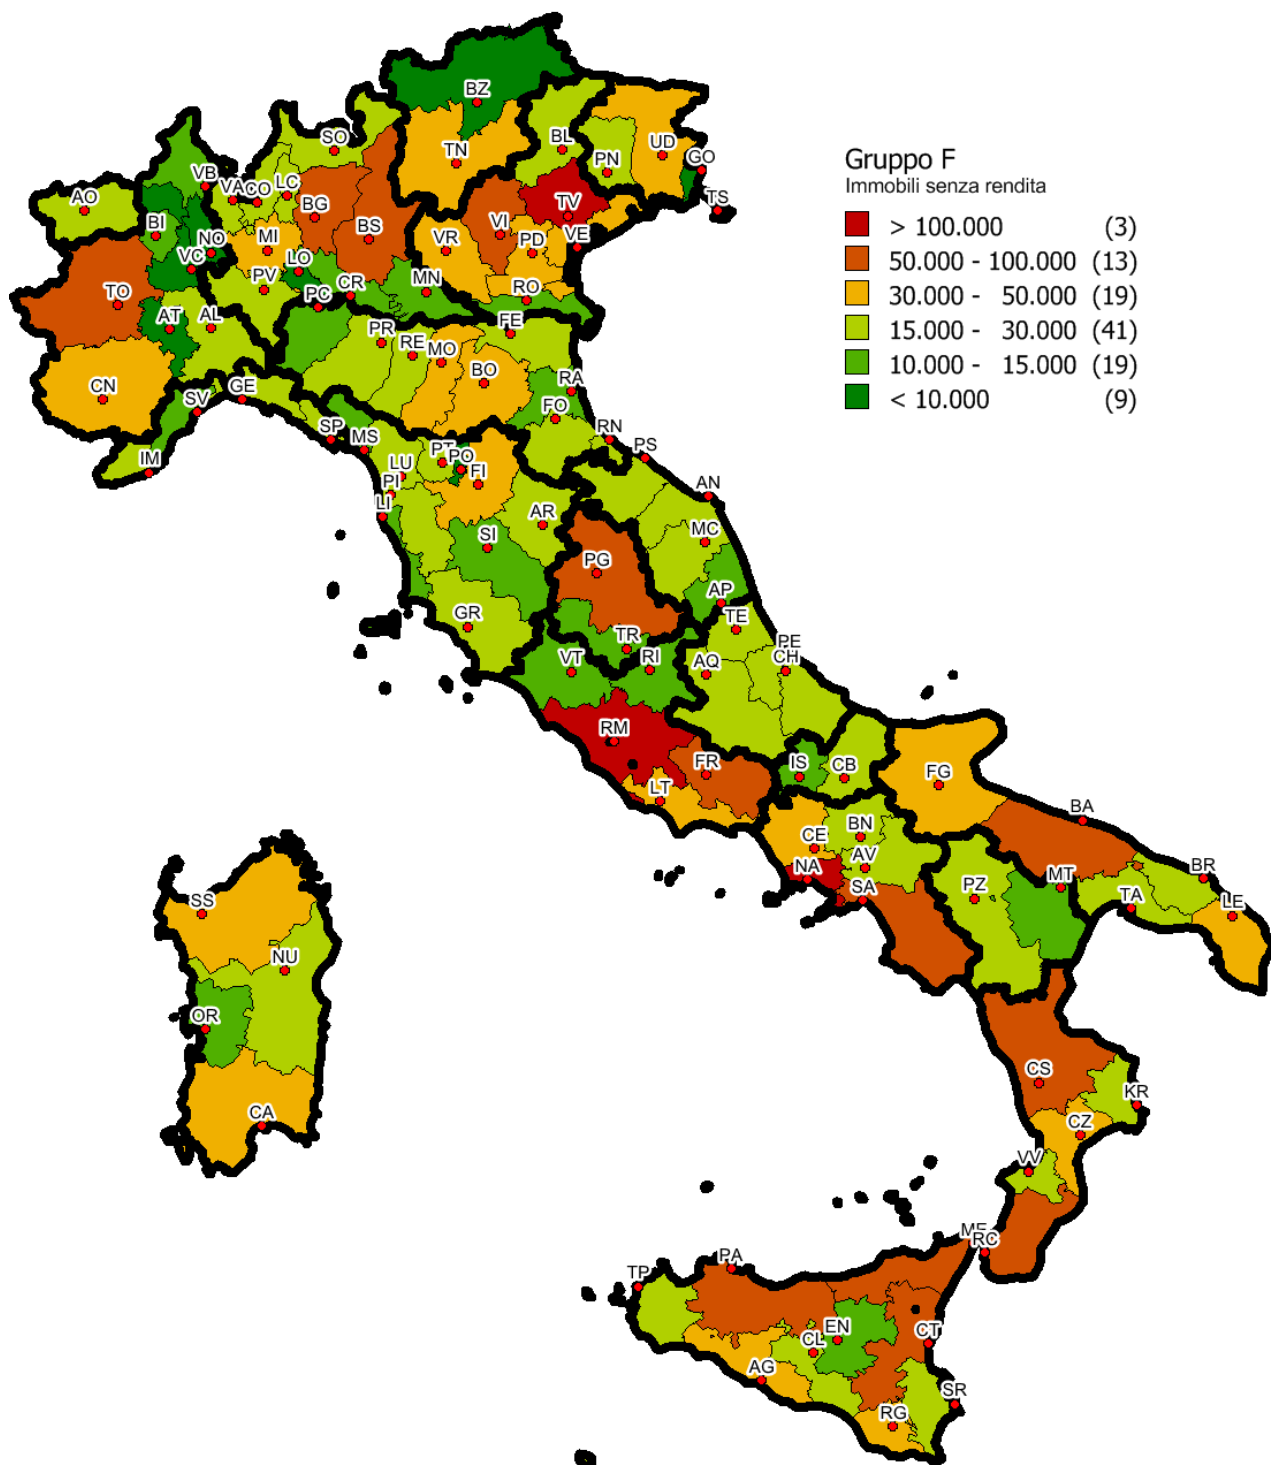 Gruppo F
Immobili senza rendita
> 100.000 (3)
50.000 - 100.000 (13)
30.000 - 50.000 (19)
15.000 - 30.000 (41)
10.000 - 15.000 (19)
< 10.000 (9)
BZ
SO
TN
BL
PN
UD
GO
VB
VA
CO
LC
AO
BI
BG
TV
TS
NO
MI
BS
VI
VR
PD
VE
VC
LO
TO
PV
CR
MN
RO
PC
AT
AL
PR
RE
MO
FE
CN
BO
RA
SV
GE
FO
SP
MS
RN
PS
IM
LU
PT
PO
FI
PI
LI
AN
AR
SI
MC
PG
AP
GR
TE
TR
PE
VT
RI
AQ
CH
RM
FR
IS
CB
FG
LT
BA
CE
BN
NA
AV
SA
PZ
MT
BR
TA
LE
SS
NU
OR
CA
CS
KR
CZ
VV
ME
RC
TP
PA
EN
CL
CT
AG
SR
RG